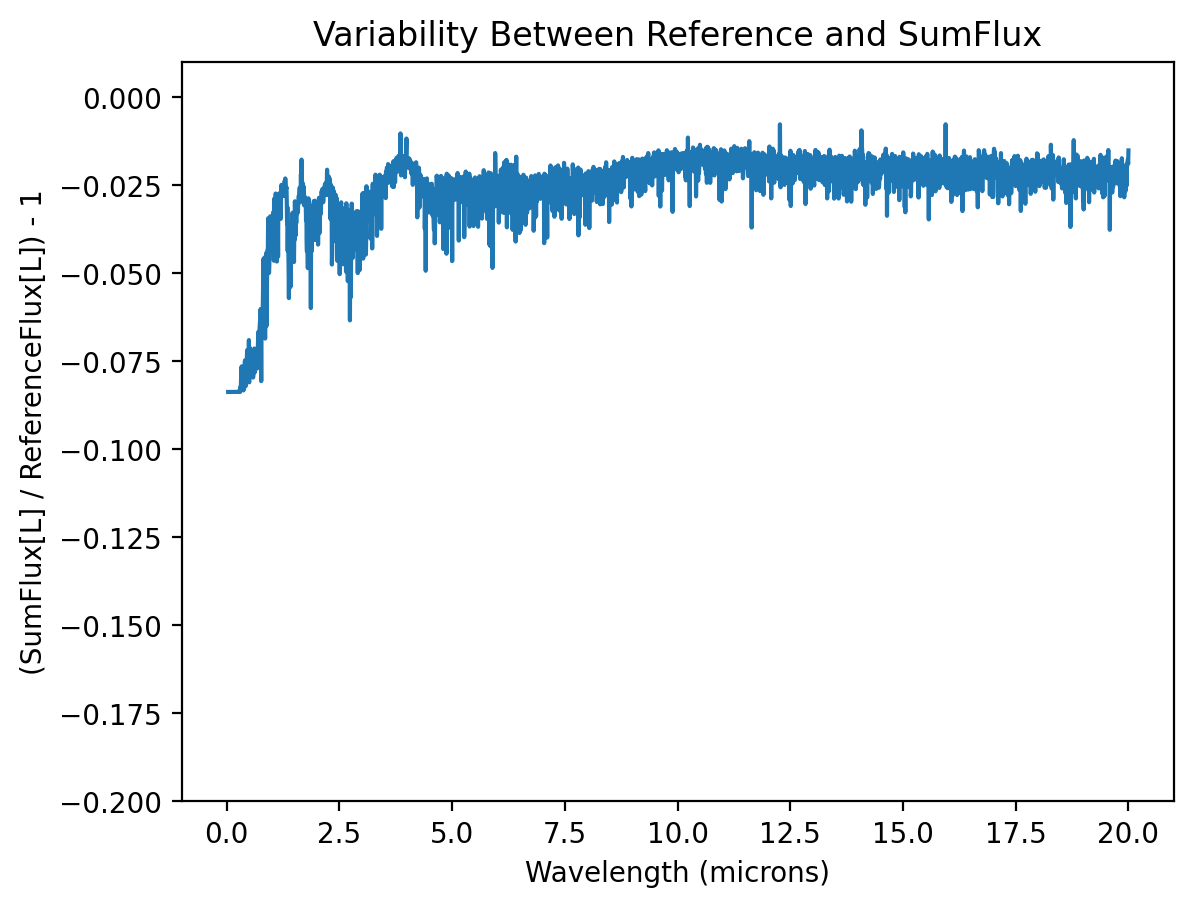 Variability Between Reference and SumFlux
(SumFlux[L] / ReferenceFlux[L]) - 1
0.000
−0.025
−0.050
−0.075
−0.100
−0.125
−0.150
−0.175
−0.200
0.0 2.5 5.0 7.5 10.0 12.5 15.0 17.5 20.0
Wavelength (microns)